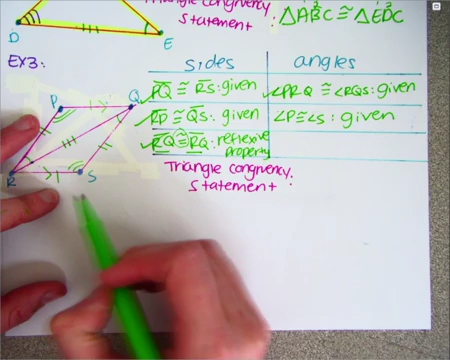 Triangle congruency
Statement :
△ABC ≅ △EDC
D
E
EX3:
sides
angles
PQ ≅ RS: given
∠PRQ ≅ ∠RQS: given
RP ≅ QS: given
∠P ≅ ∠S : given
RQ ≅ RQ: reflexive
property
P
Q
R
S
Triangle congruency
Statement :